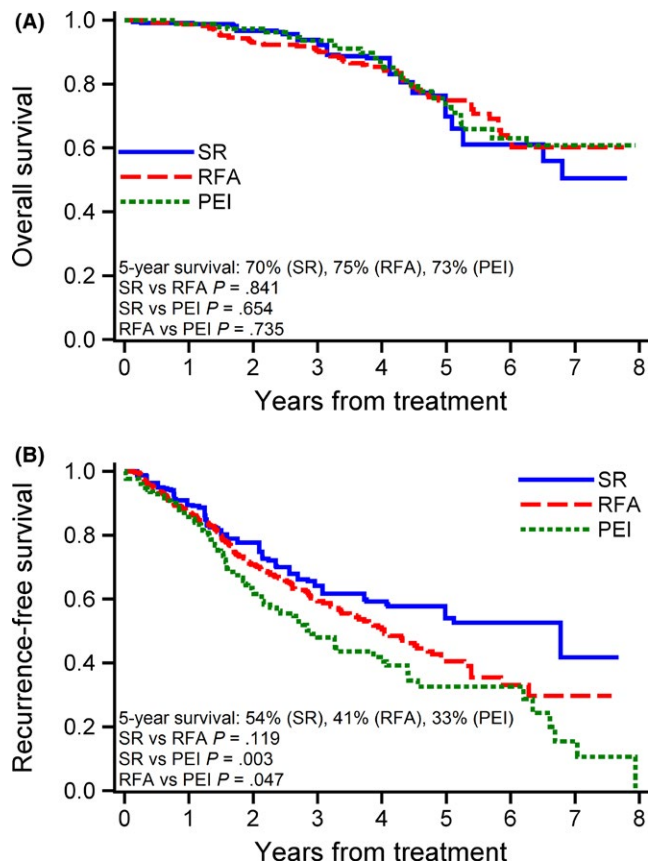 (A)
1.0
0.8
0.6
0.4
0.2
0.0
Overall survival
SR
RFA
PEI
5-year survival: 70% (SR), 75% (RFA), 73% (PEI)
SR vs RFA P = .841
SR vs PEI P = .654
RFA vs PEI P = .735
0 1 2 3 4 5 6 7 8
Years from treatment
(B)
1.0
0.8
0.6
0.4
0.2
0.0
Recurrence-free survival
SR
RFA
PEI
5-year survival: 54% (SR), 41% (RFA), 33% (PEI)
SR vs RFA P = .119
SR vs PEI P = .003
RFA vs PEI P = .047
0 1 2 3 4 5 6 7 8
Years from treatment